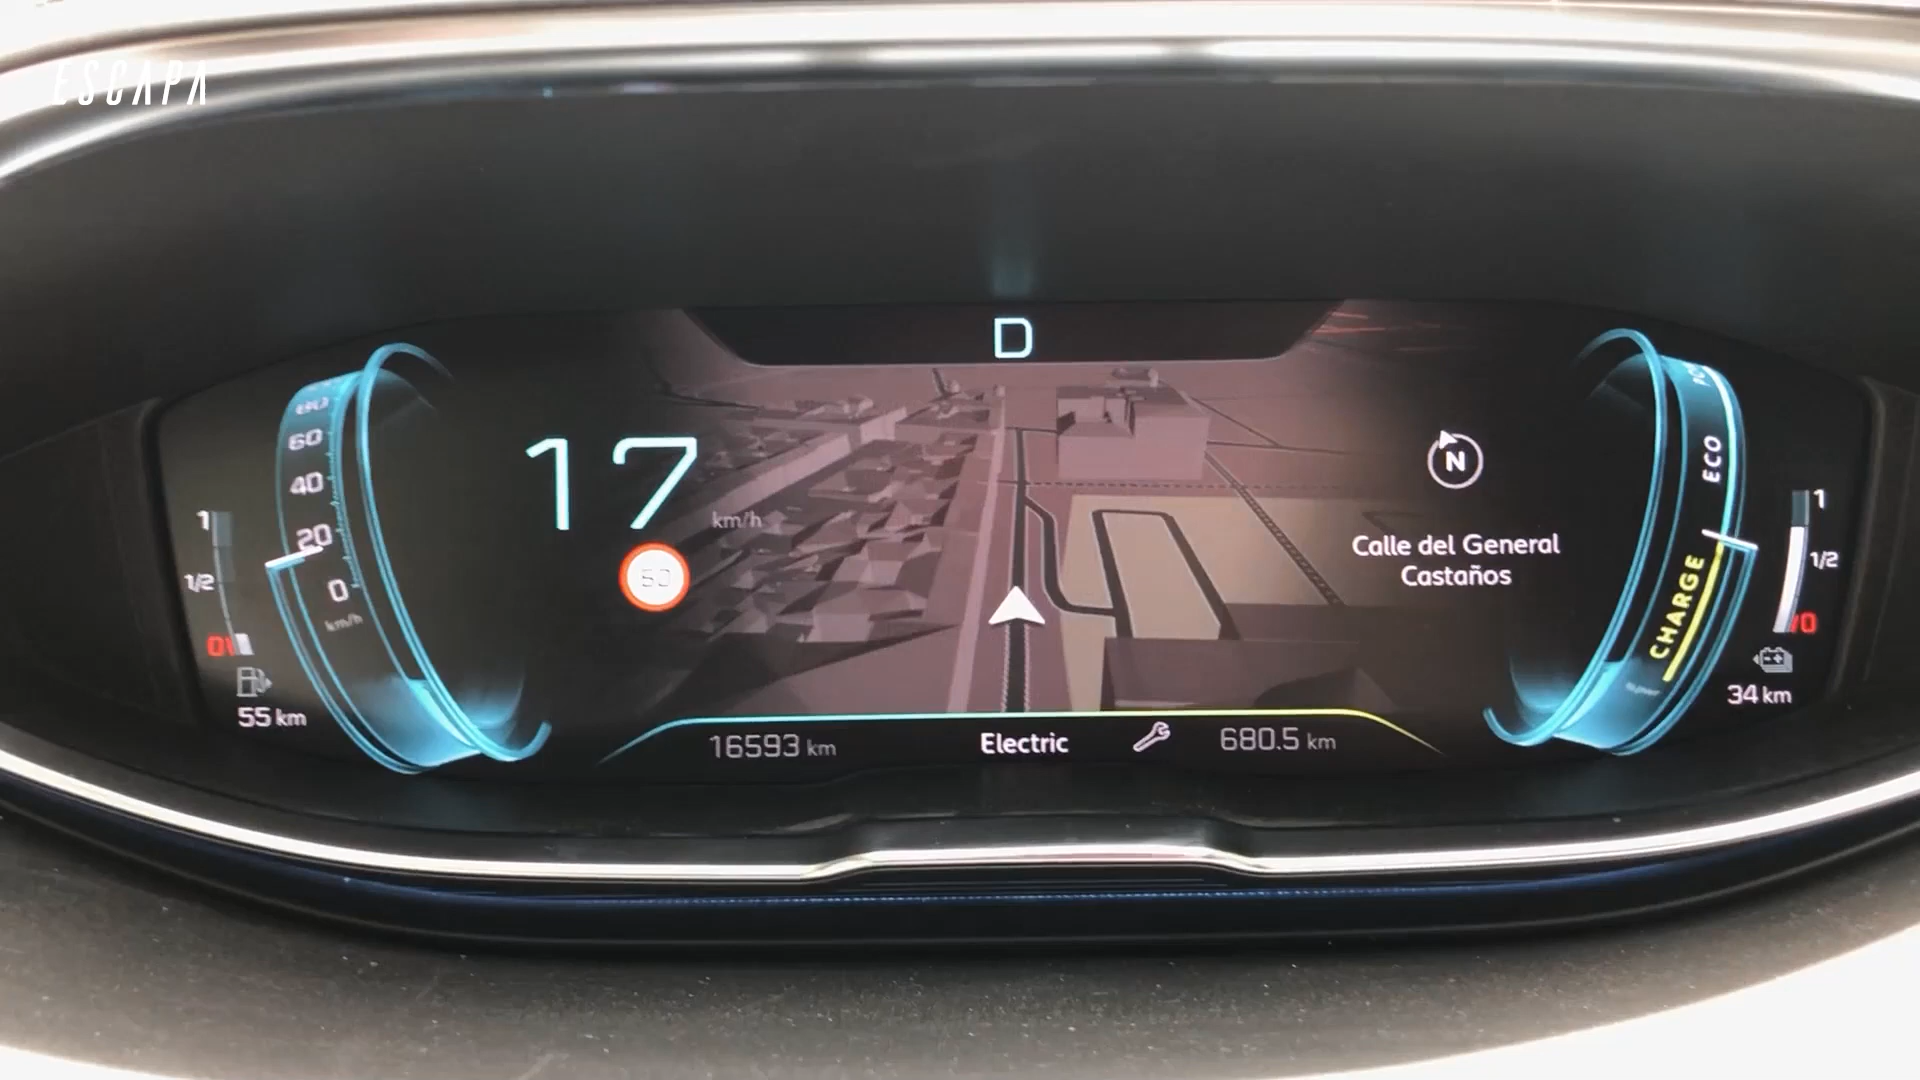 ESCAPA
D
80
60
40
20
0
km/h
17
km/h
50
N
Calle del General
Castaños
ECO
CHARGE
1
1/2
0
55 km
1
1/2
0
34 km
16593 km
Electric
680.5 km